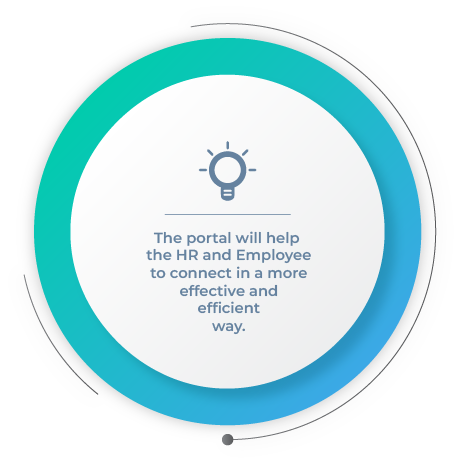 The portal will help
the HR and Employee
to connect in a more
effective and
efficient
way.